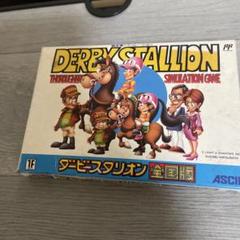 DERBY STALLION
THOROUGHBRED SIMULATION GAME
ダービースタリオン 全国版
ASCII